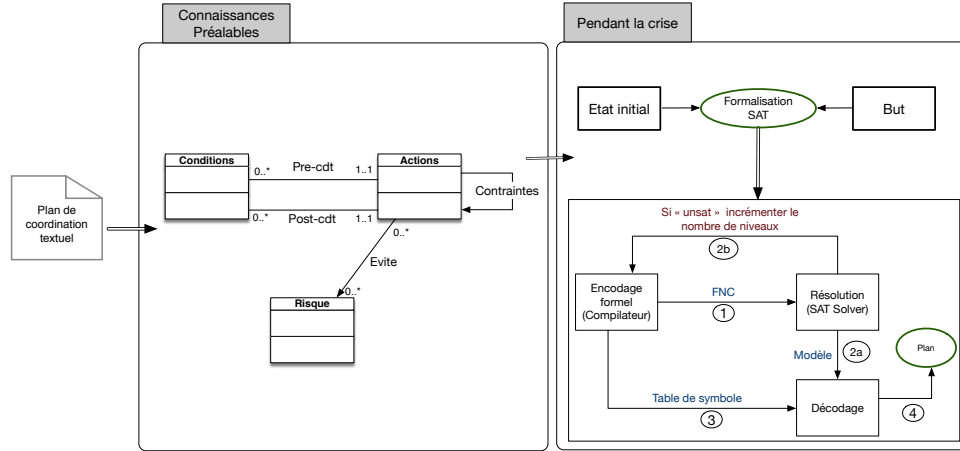 Connaissances
Préalables
Pendant la crise
Plan de
coordination
textuel
Conditions
Actions
0..*
Pre-cdt
1..1
0..*
Post-cdt
1..1
Contraintes
0..*
Evite
0..*
Risque
Etat initial
Formalisation
SAT
But
Si « unsat » incrémenter le
nombre de niveaux
2b
Encodage
formel
(Compilateur)
FNC
1
Résolution
(SAT Solver)
Modèle
2a
Plan
Table de symbole
3
Décodage
4